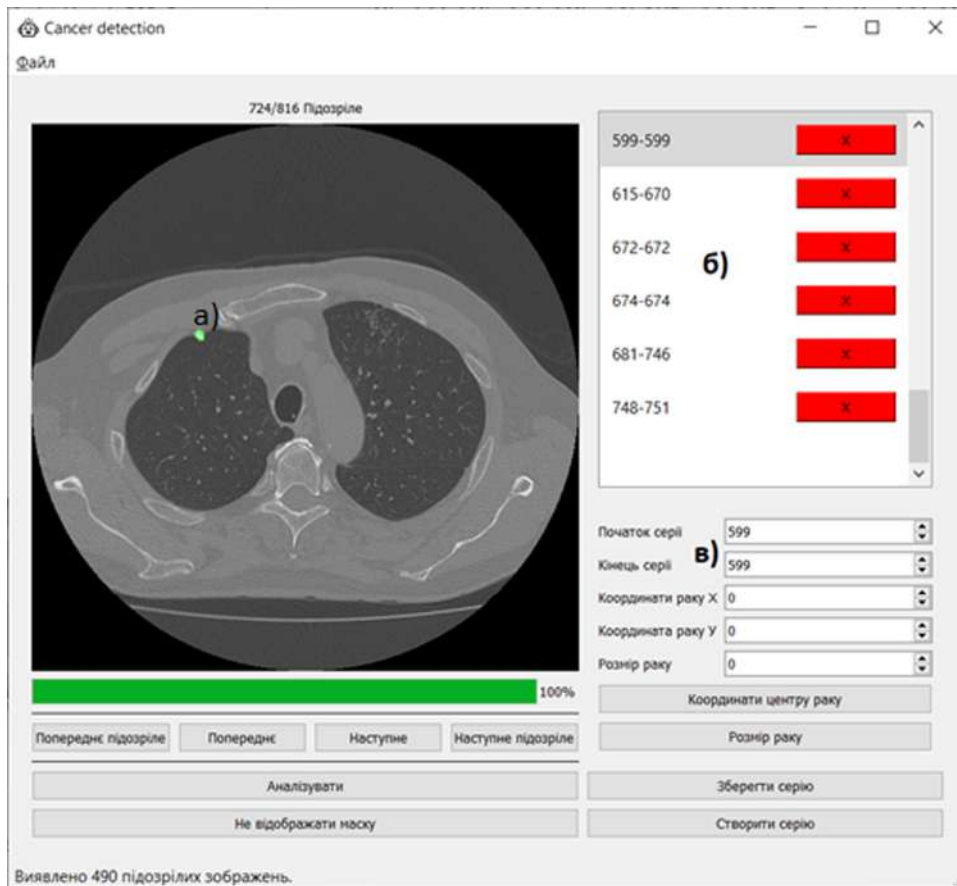 Cancer detection
Файл
724/816 Підозріле
а)
599-599 X
615-670 X
672-672 X
б)
674-674 X
681-746 X
748-751 X
Початок серії 599
в)
Кінець серії 599
Координати раку X 0
Координата раку У 0
Розмір раку 0
100%
Координати центру раку
Попереднє підозріле Попереднє Наступне Наступне підозріле
Розмір раку
Аналізувати
Зберегти серію
Не відображати маску
Створити серію
Виявлено 490 підозрілих зображень.